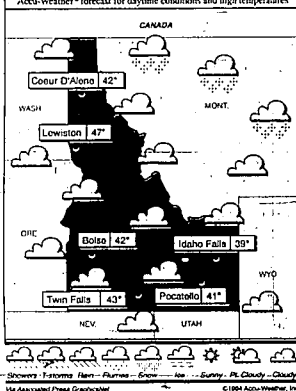 Accu-Weather® forecast for daytime conditions and high temperatures
CANADA
Coeur D'Alene 42°
WASH
MONT.
Lewiston 47°
ORE
Boise 42°
Idaho Falls 39°
WYO
Twin Falls 43°
Pocatello 41°
NEV.
UTAH
Showers T-storms Rain Flurries Snow Ice Sunny Pt. Cloudy Cloudy
Via Associated Press GraphicsNet
©1994 Accu-Weather, Inc.